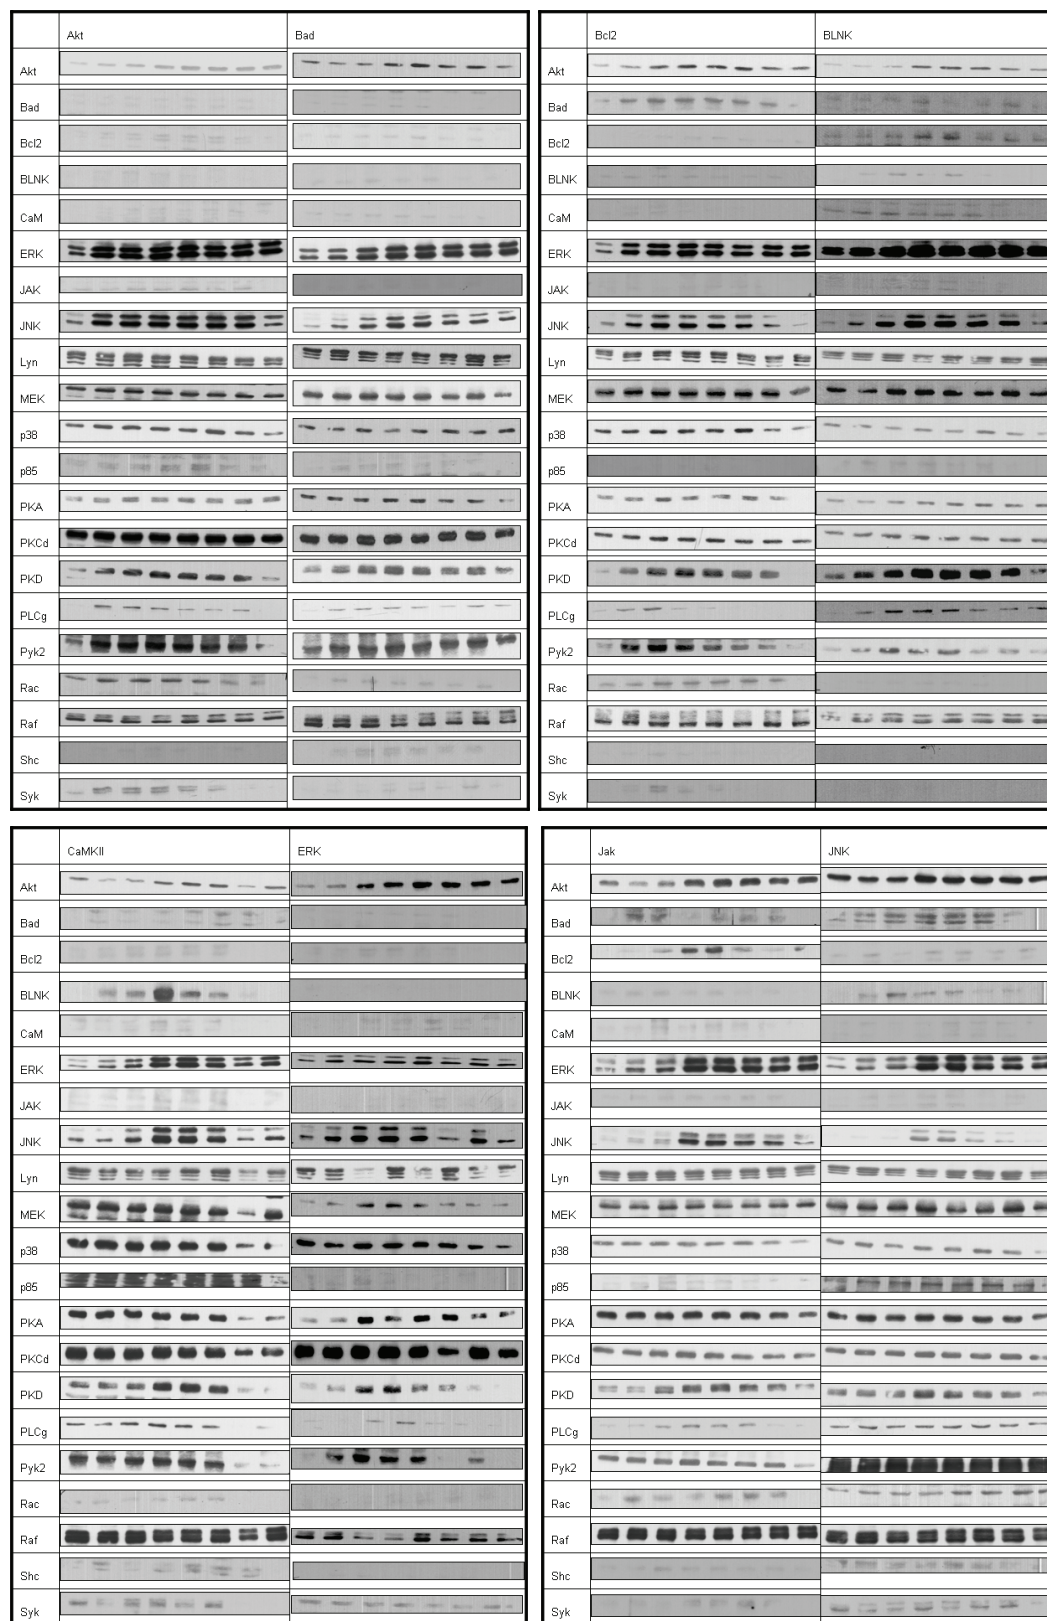 Akt Bad
Akt
Bad
Bcl2
BLNK
CaM
ERK
JAK
JNK
Lyn
MEK
p38
p85
PKA
PKCd
PKD
PLCg
Pyk2
Rac
Raf
Shc
Syk
Bcl2 BLNK
Akt
Bad
Bcl2
BLNK
CaM
ERK
JAK
JNK
Lyn
MEK
p38
p85
PKA
PKCd
PKD
PLCg
Pyk2
Rac
Raf
Shc
Syk
CaMKII ERK
Akt
Bad
Bcl2
BLNK
CaM
ERK
JAK
JNK
Lyn
MEK
p38
p85
PKA
PKCd
PKD
PLCg
Pyk2
Rac
Raf
Shc
Syk
Jak JNK
Akt
Bad
Bcl2
BLNK
CaM
ERK
JAK
JNK
Lyn
MEK
p38
p85
PKA
PKCd
PKD
PLCg
Pyk2
Rac
Raf
Shc
Syk